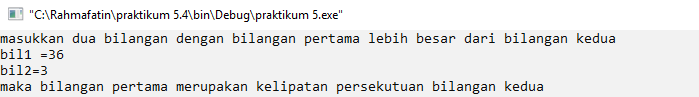 "C:\Rahmafatin\praktikum 5.4\bin\Debug\praktikum 5.exe"
masukkan dua bilangan dengan bilangan pertama lebih besar dari bilangan kedua
bil1 =36
bil2=3
maka bilangan pertama merupakan kelipatan persekutuan bilangan kedua